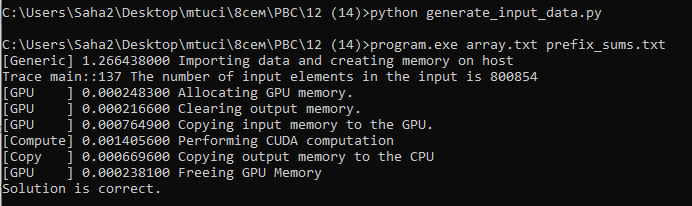 C:\Users\Saha2\Desktop\mtuci\8сем\РВС\12 (14)>python generate_input_data.py
C:\Users\Saha2\Desktop\mtuci\8сем\РВС\12 (14)>program.exe array.txt prefix_sums.txt
[Generic] 1.266438000 Importing data and creating memory on host
Trace main::137 The number of input elements in the input is 800854
[GPU    ] 0.000248300 Allocating GPU memory.
[GPU    ] 0.000216600 Clearing output memory.
[GPU    ] 0.000764900 Copying input memory to the GPU.
[Compute] 0.001405600 Performing CUDA computation
[Copy   ] 0.000669600 Copying output memory to the CPU
[GPU    ] 0.000238100 Freeing GPU Memory
Solution is correct.